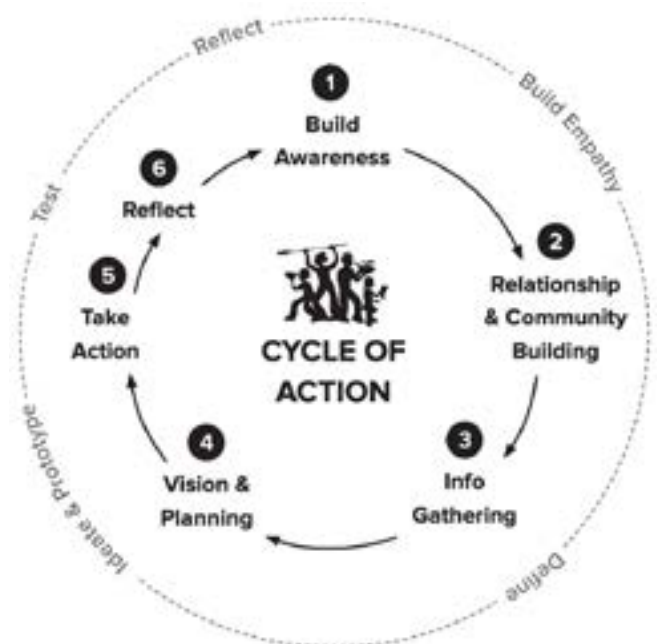 Reflect
1
Build
Awareness
Build Empathy
2
Relationship
& Community
Building
3
Info
Gathering
Define
4
Vision &
Planning
Ideate & Prototype
5
Take
Action
Test
6
Reflect
CYCLE OF
ACTION